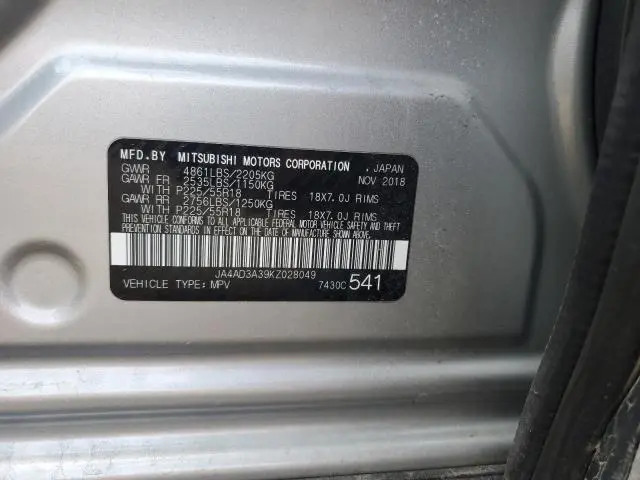 MFD.BY MITSUBISHI MOTORS CORPORATION , JAPAN
GVWR 4861LBS/2205KG NOV 2018
GAWR FR 2535LBS/1150KG
WITH P225/55R18 TIRES 18X7.0J RIMS
GAWR RR 2756LBS/1250KG
WITH P225/55R18 TIRES 18X7.0J RIMS
THIS VEHICLE CONFORMS TO ALL APPLICABLE FEDERAL MOTOR VEHICLE SAFETY AND THEFT
PREVENTION STANDARDS IN EFFECT ON THE DATE OF MANUFACTURE SHOWN ABOVE.
JA4AD3A39KZ028049
VEHICLE TYPE: MPV 7430C 541